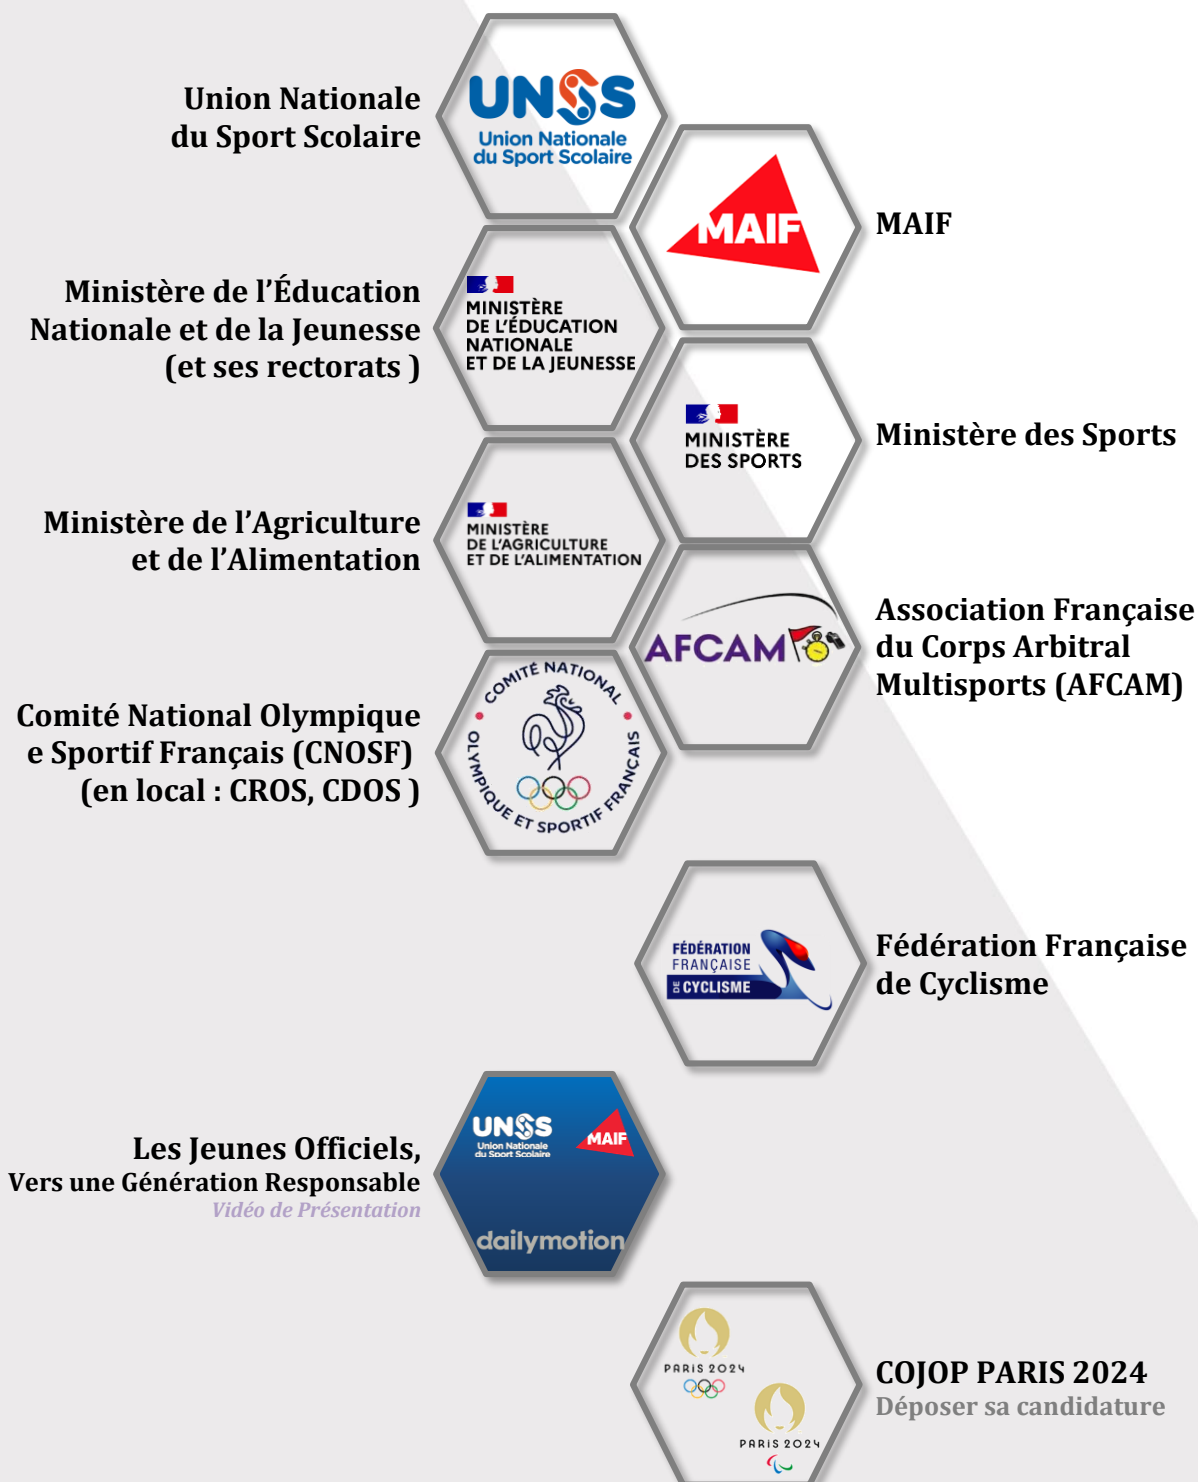 Union Nationale
du Sport Scolaire
UNSS
Union Nationale
du Sport Scolaire
MAIF
MAIF
Ministère de l’Éducation
Nationale et de la Jeunesse
(et ses rectorats )
MINISTÈRE
DE L’ÉDUCATION
NATIONALE
ET DE LA JEUNESSE
MINISTÈRE
DES SPORTS
Ministère des Sports
Ministère de l’Agriculture
et de l’Alimentation
MINISTÈRE
DE L’AGRICULTURE
ET DE L’ALIMENTATION
AFCAM
Association Française
du Corps Arbitral
Multisports (AFCAM)
Comité National Olympique
e Sportif Français (CNOSF)
(en local : CROS, CDOS )
COMITÉ NATIONAL
OLYMPIQUE ET SPORTIF FRANÇAIS
FÉDÉRATION
FRANÇAISE
DE CYCLISME
Fédération Française
de Cyclisme
Les Jeunes Officiels,
Vers une Génération Responsable
Vidéo de Présentation
UNSS
Union Nationale
du Sport Scolaire
MAIF
dailymotion
PARIS 2024
PARIS 2024
COJOP PARIS 2024
Déposer sa candidature